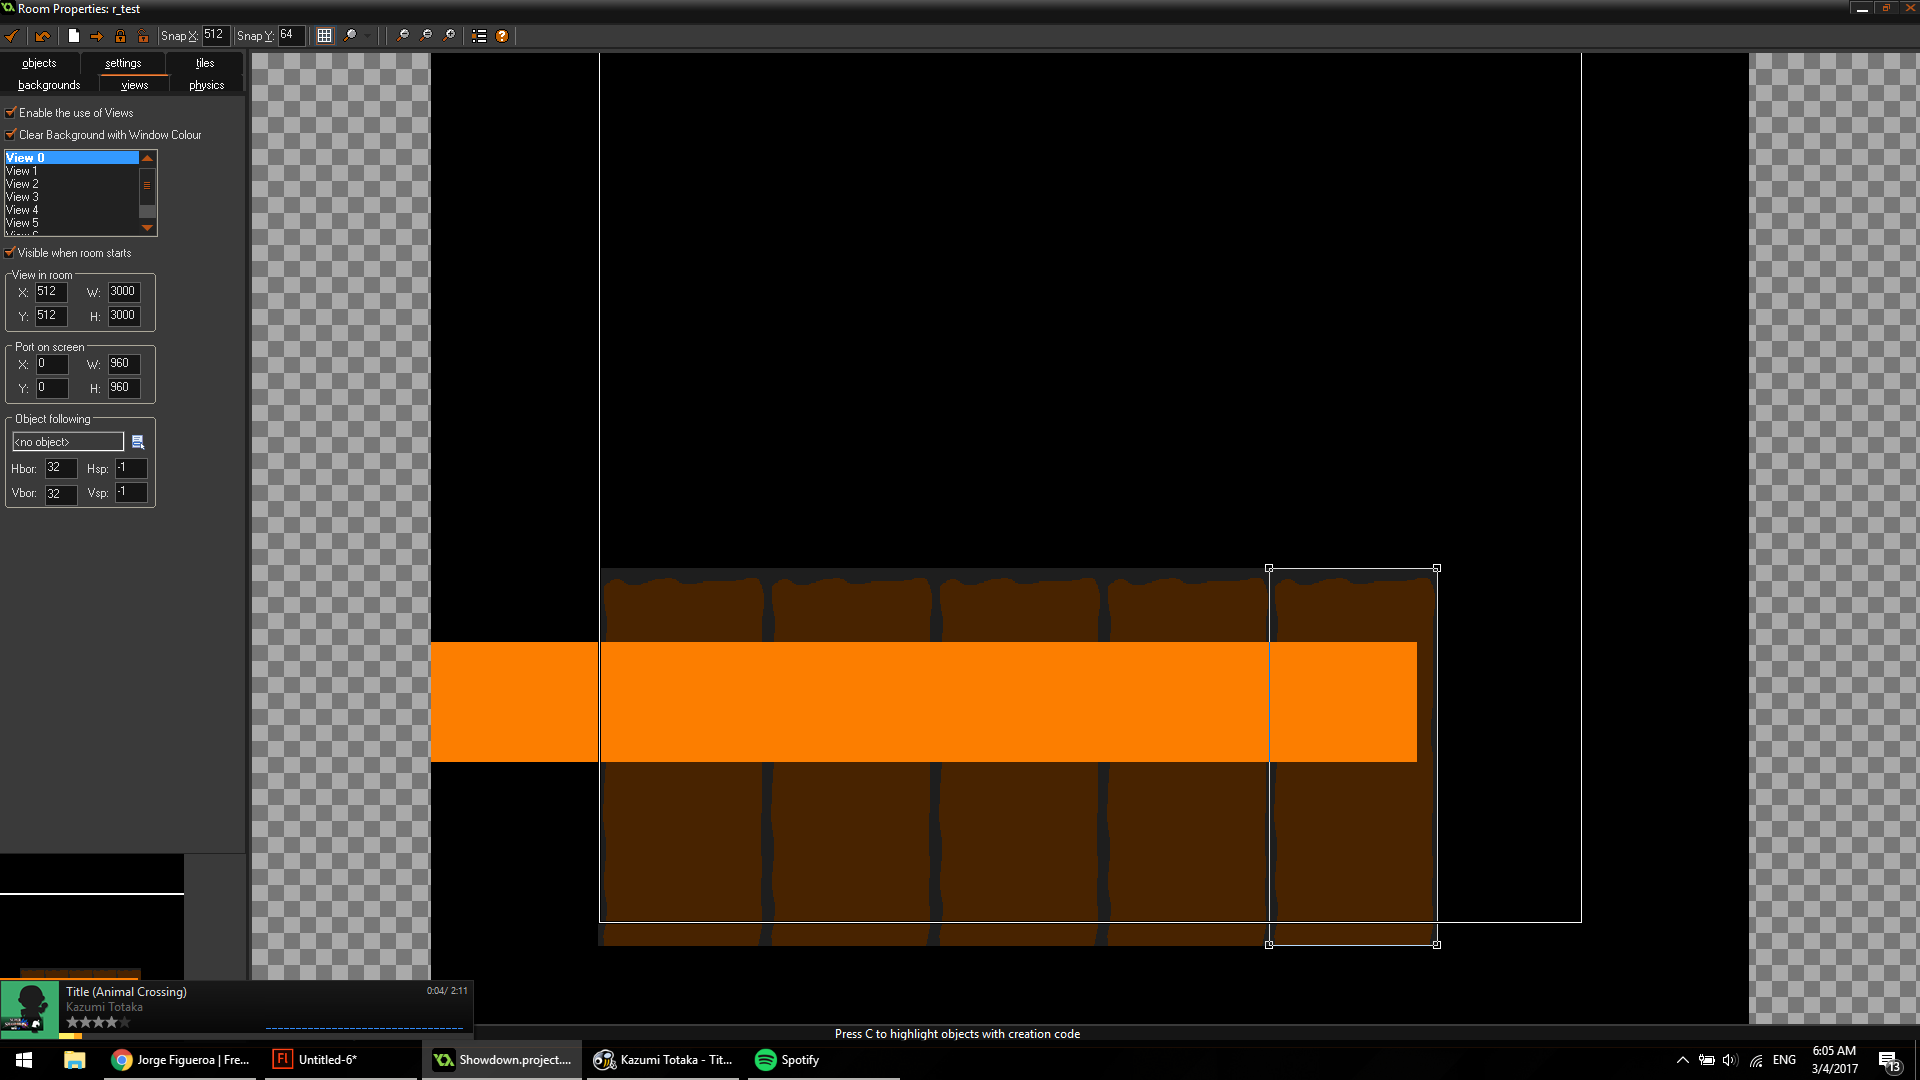 Room Properties: r_test
Snap X: 512 Snap Y: 64
objects settings tiles
backgrounds views physics
Enable the use of Views
Clear Background with Window Colour
View 0
View 1
View 2
View 3
View 4
View 5
Visible when room starts
View in room
X: 512 W: 3000
Y: 512 H: 3000
Port on screen
X: 0 W: 960
Y: 0 H: 960
Object following
<no object>
Hbor: 32 Hsp: -1
Vbor: 32 Vsp: -1
Title (Animal Crossing) 0:04/ 2:11
Kazumi Totaka
Press C to highlight objects with creation code
Jorge Figueroa | Fre...
Fl Untitled-6*
Showdown.project....
Kazumi Totaka - Tit...
Spotify
ENG
6:05 AM
3/4/2017
13